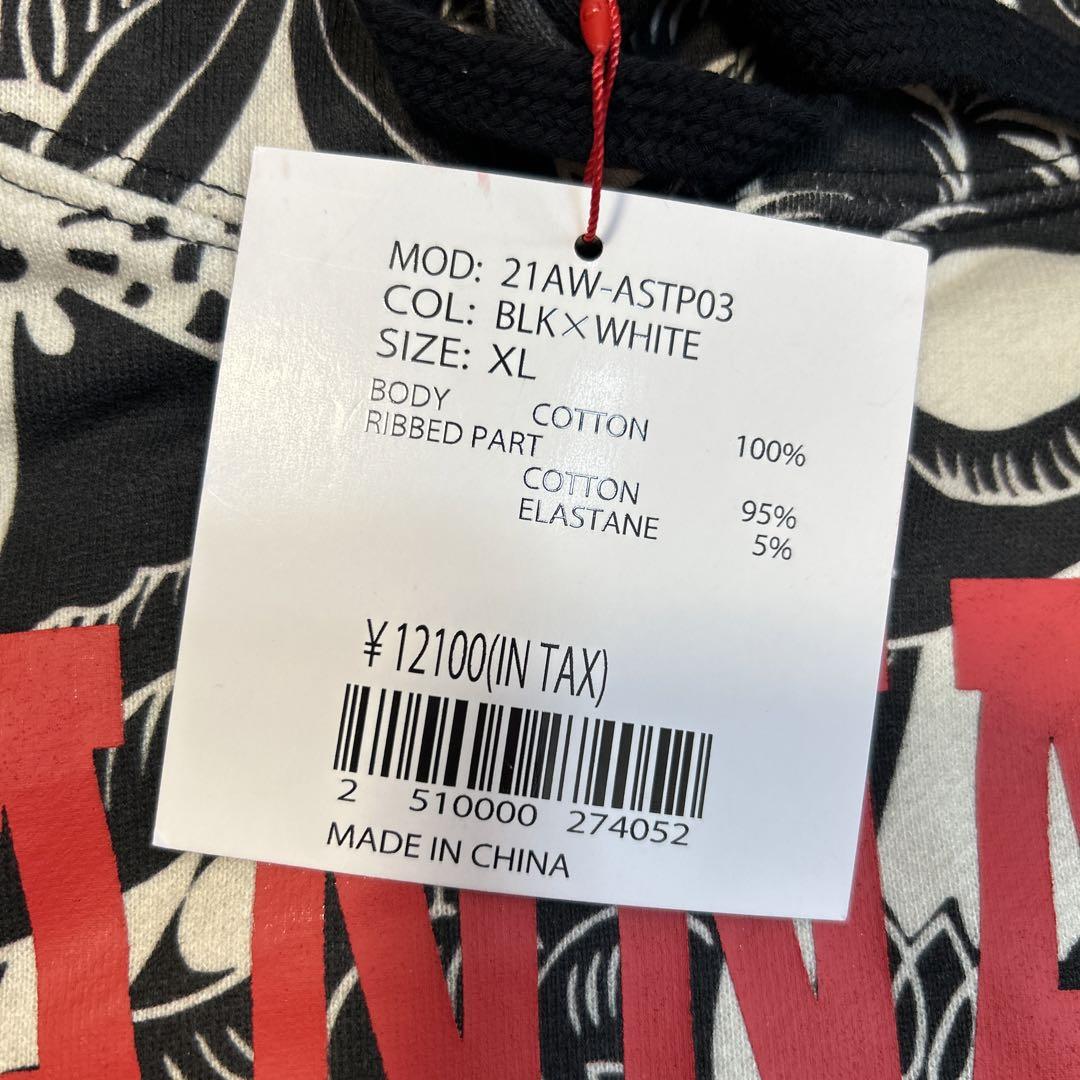 MOD: 21AW-ASTP03
COL: BLK×WHITE
SIZE: XL
BODY COTTON 100%
RIBBED PART
COTTON 95%
ELASTANE 5%
¥12100(IN TAX)
2 510000 274052
MADE IN CHINA